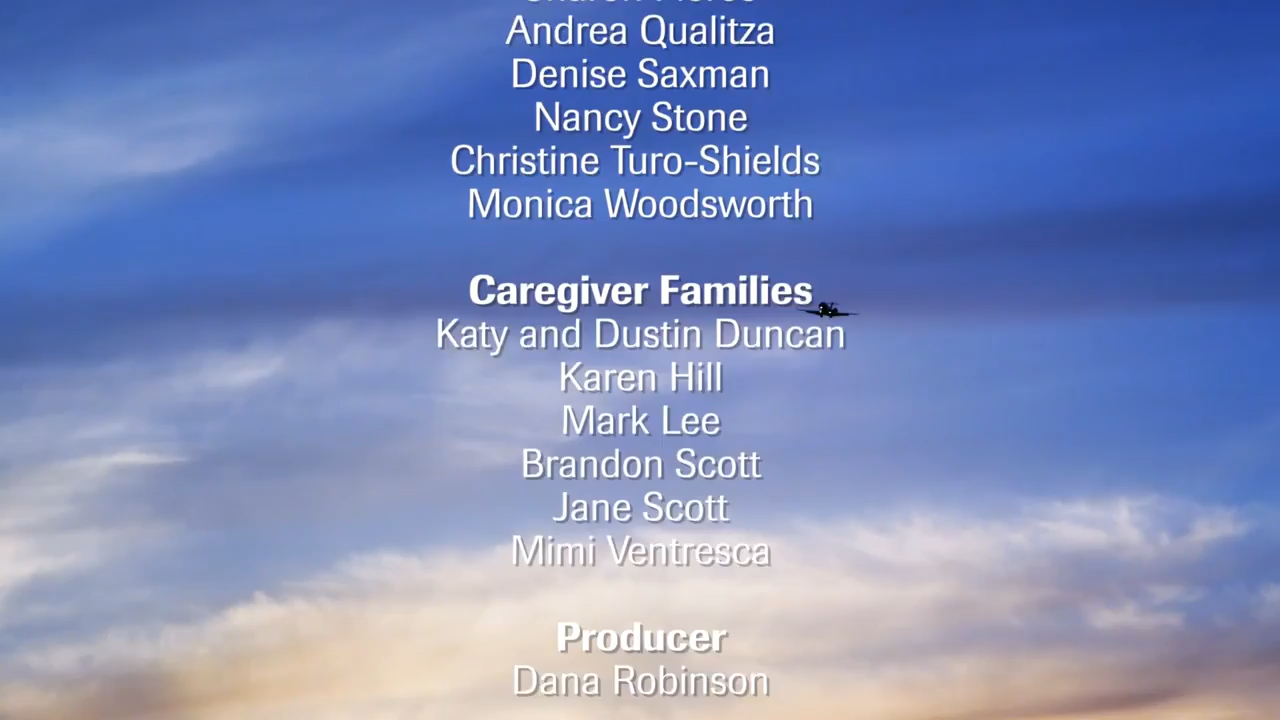 Andrea Qualitza
Denise Saxman
Nancy Stone
Christine Turo-Shields
Monica Woodsworth
Caregiver Families
Katy and Dustin Duncan
Karen Hill
Mark Lee
Brandon Scott
Jane Scott
Mimi Ventresca
Producer
Dana Robinson